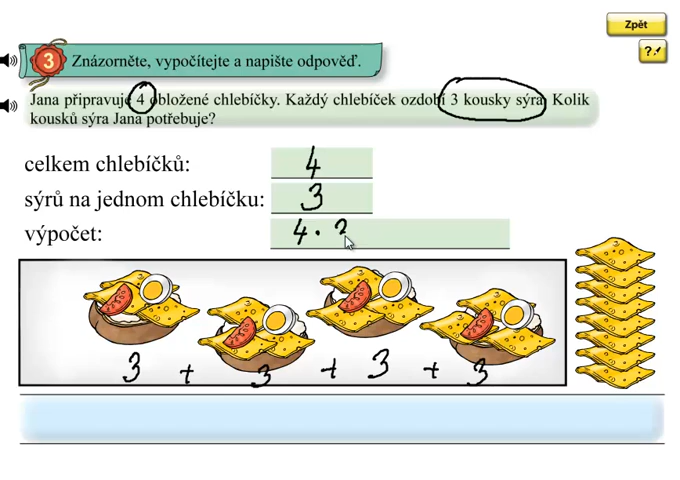 Zpět
3 Znázorněte, vypočítejte a napište odpověď.
?
Jana připravuje 4 obložené chlebíčky. Každý chlebíček ozdobí 3 kousky sýra. Kolik
kousků sýra Jana potřebuje?
celkem chlebíčků: 4
sýrů na jednom chlebíčku: 3
výpočet: 4 ·
3 + 3 + 3 + 3